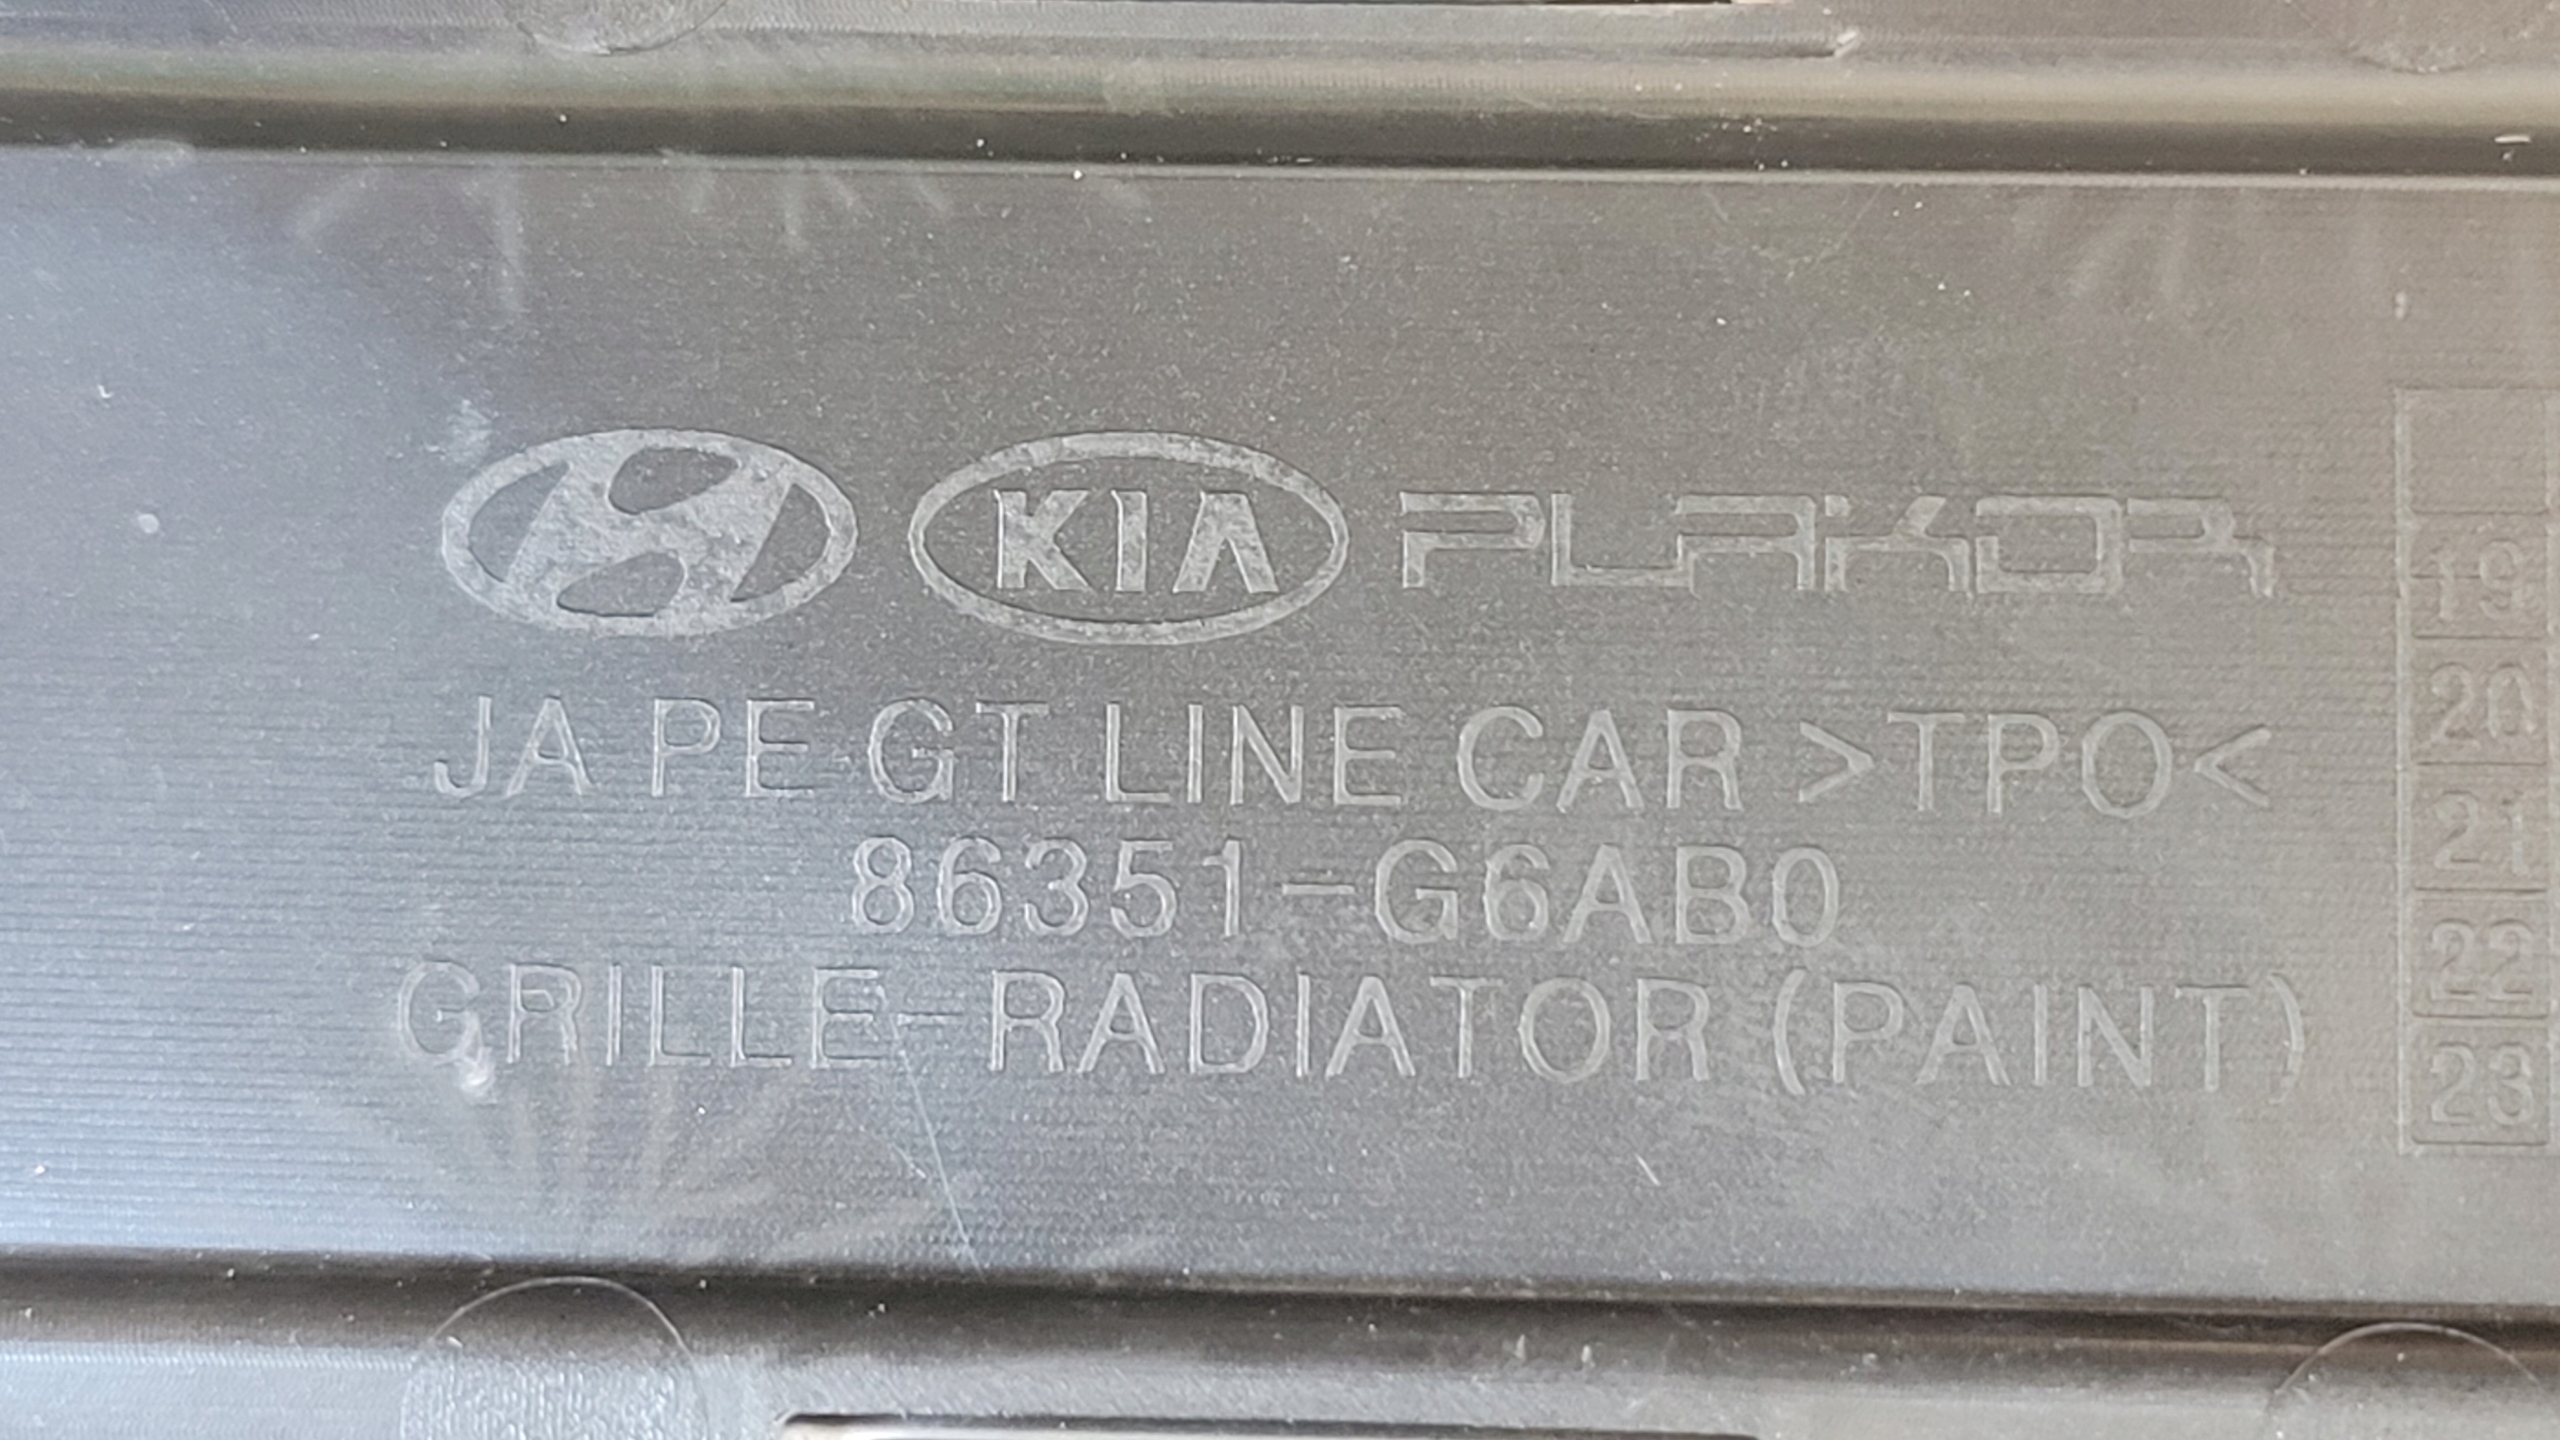 KIA PLAKOR
JA PE GT LINE CAR >TPO<
86351-G6AB0
GRILLE-RADIATOR (PAINT)
19
20
21
22
23